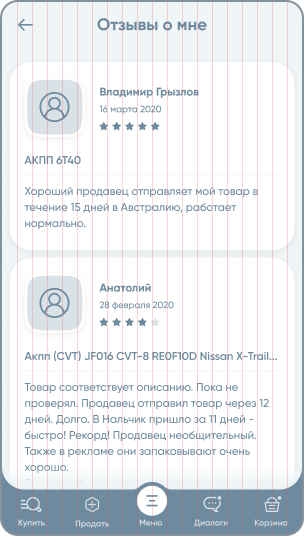 Отзывы о мне
Владимир Грызлов
16 марта 2020
АКПП 6Т40
Хороший продавец отправляет мой товар в
течение 15 дней в Австралию, работает
нормально.
Анатолий
28 февраля 2020
Акпп (CVT) JF016 CVT-8 RE0F10D Nissan X-Trail...
Товар соответствует описанию. Пока не
проверял. Продавец отправил товар через 12
дней. Долго. В Нальчик пришло за 11 дней -
быстро! Рекорд! Продавец необщительный.
Также в рекламе они запаковывают очень
хорошо.
Купить
Продать
Меню
Диалоги
Корзина